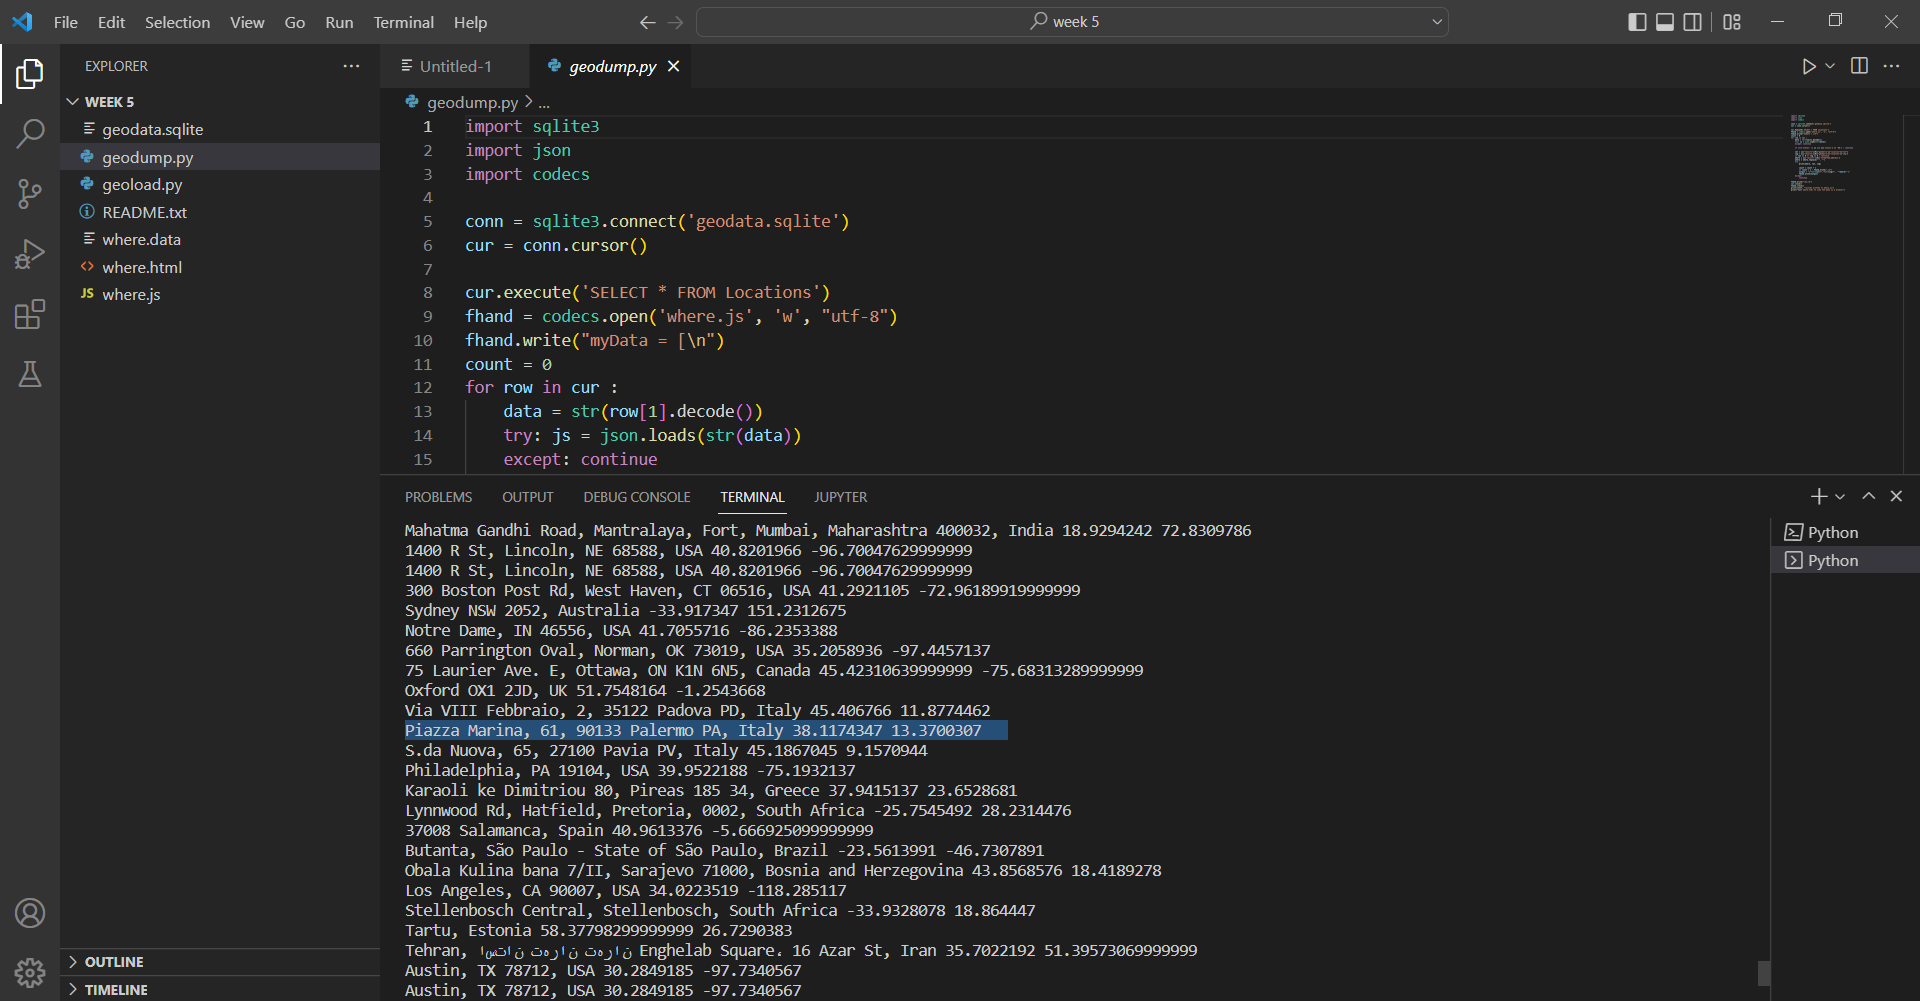 File Edit Selection View Go Run Terminal Help
week 5
EXPLORER
WEEK 5
geodata.sqlite
geodump.py
geoload.py
README.txt
where.data
where.html
JS where.js
OUTLINE
TIMELINE
Untitled-1
geodump.py
geodump.py > ...
1 import sqlite3
2 import json
3 import codecs
4
5 conn = sqlite3.connect('geodata.sqlite')
6 cur = conn.cursor()
7
8 cur.execute('SELECT * FROM Locations')
9 fhand = codecs.open('where.js', 'w', "utf-8")
10 fhand.write("myData = [\n")
11 count = 0
12 for row in cur :
13 data = str(row[1].decode())
14 try: js = json.loads(str(data))
15 except: continue
PROBLEMS OUTPUT DEBUG CONSOLE TERMINAL JUPYTER
Mahatma Gandhi Road, Mantralaya, Fort, Mumbai, Maharashtra 400032, India 18.9294242 72.8309786
1400 R St, Lincoln, NE 68588, USA 40.8201966 -96.70047629999999
1400 R St, Lincoln, NE 68588, USA 40.8201966 -96.70047629999999
300 Boston Post Rd, West Haven, CT 06516, USA 41.2921105 -72.96189919999999
Sydney NSW 2052, Australia -33.917347 151.2312675
Notre Dame, IN 46556, USA 41.7055716 -86.2353388
660 Parrington Oval, Norman, OK 73019, USA 35.2058936 -97.4457137
75 Laurier Ave. E, Ottawa, ON K1N 6N5, Canada 45.42310639999999 -75.68313289999999
Oxford OX1 2JD, UK 51.7548164 -1.2543668
Via VIII Febbraio, 2, 35122 Padova PD, Italy 45.406766 11.8774462
Piazza Marina, 61, 90133 Palermo PA, Italy 38.1174347 13.3700307
S.da Nuova, 65, 27100 Pavia PV, Italy 45.1867045 9.1570944
Philadelphia, PA 19104, USA 39.9522188 -75.1932137
Karaoli ke Dimitriou 80, Pireas 185 34, Greece 37.9415137 23.6528681
Lynnwood Rd, Hatfield, Pretoria, 0002, South Africa -25.7545492 28.2314476
37008 Salamanca, Spain 40.9613376 -5.666925099999999
Butanta, São Paulo - State of São Paulo, Brazil -23.5613991 -46.7307891
Obala Kulina bana 7/II, Sarajevo 71000, Bosnia and Herzegovina 43.8568576 18.4189278
Los Angeles, CA 90007, USA 34.0223519 -118.285117
Stellenbosch Central, Stellenbosch, South Africa -33.9328078 18.864447
Tartu, Estonia 58.37798299999999 26.7290383
Tehran, استان تهران تهران Enghelab Square، 16 Azar St, Iran 35.7022192 51.39573069999999
Austin, TX 78712, USA 30.2849185 -97.7340567
Austin, TX 78712, USA 30.2849185 -97.7340567
Python
Python